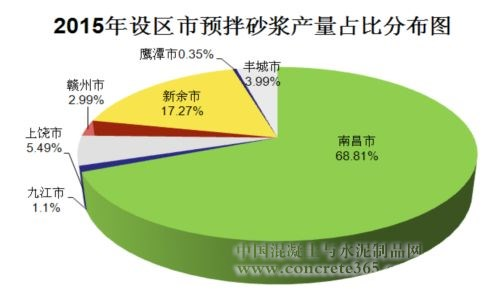 2015年设区市预拌砂浆产量占比分布图
鹰潭市0.35%
丰城市
3.99%
赣州市
2.99%
新余市
17.27%
上饶市
5.49%
南昌市
68.81%
九江市
1.1%
中国混凝土与水泥制品网
www.concrete365.com